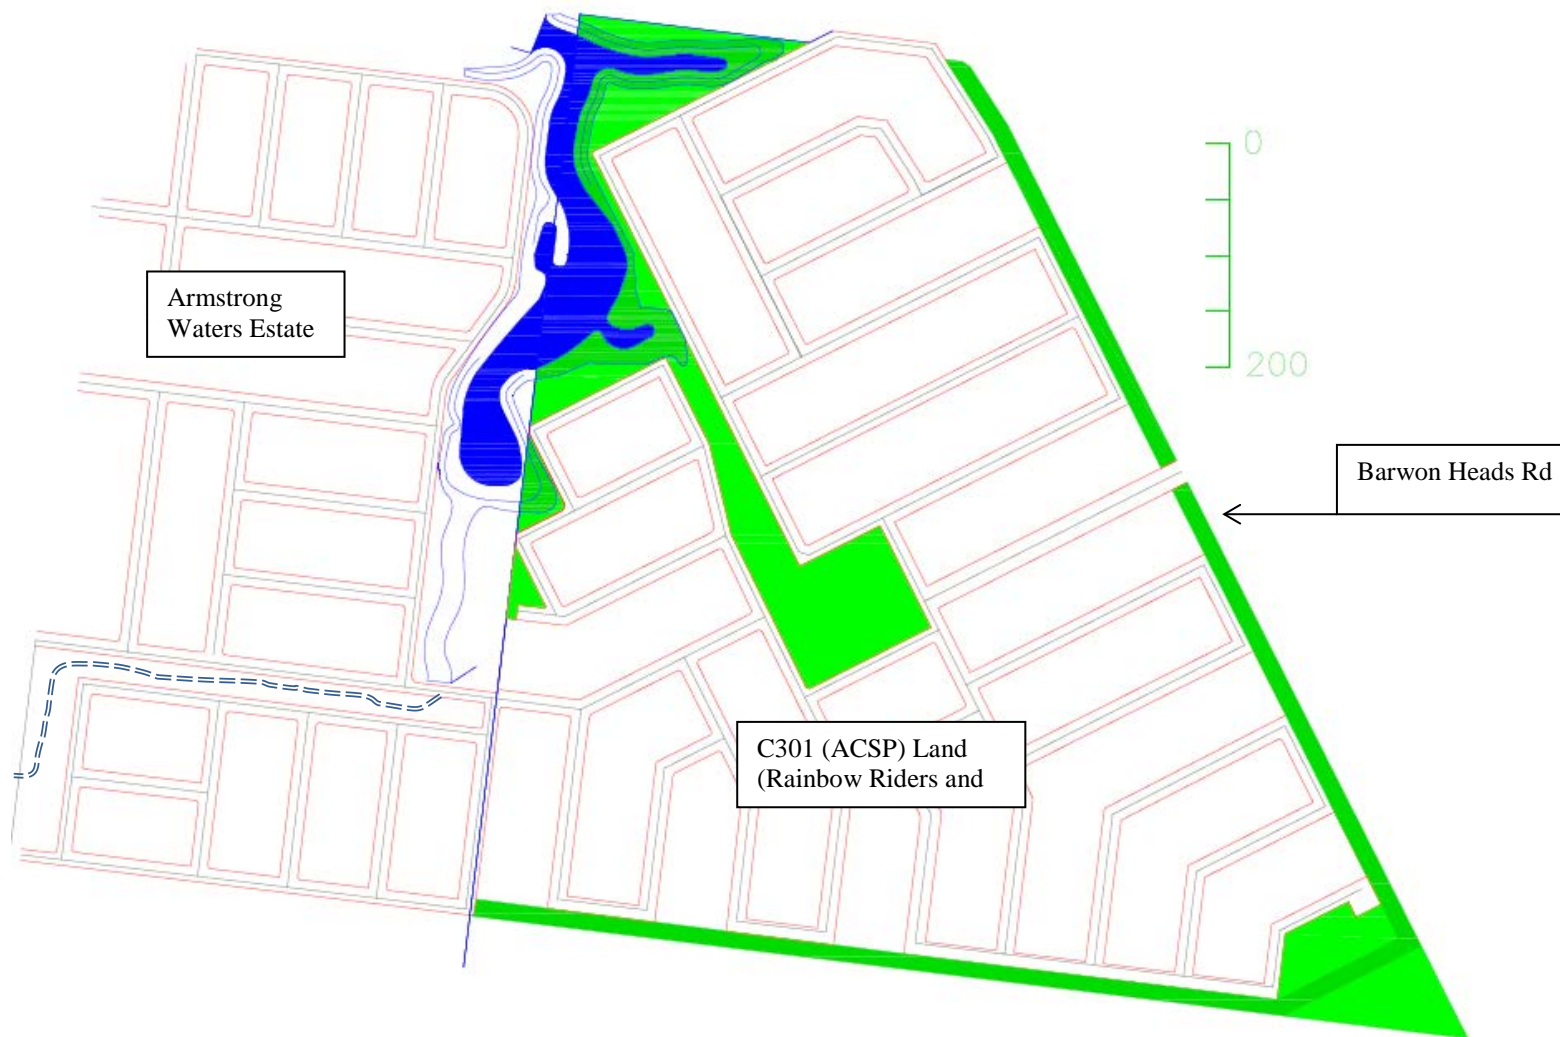 Armstrong
Waters Estate
0
200
Barwon Heads Rd
C301 (ACSP) Land
(Rainbow Riders and